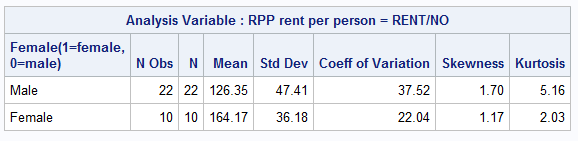 Analysis Variable : RPP rent per person = RENT/NO
Female(1=female, 0=male) N Obs N Mean Std Dev Coeff of Variation Skewness Kurtosis
Male 22 22 126.35 47.41 37.52 1.70 5.16
Female 10 10 164.17 36.18 22.04 1.17 2.03